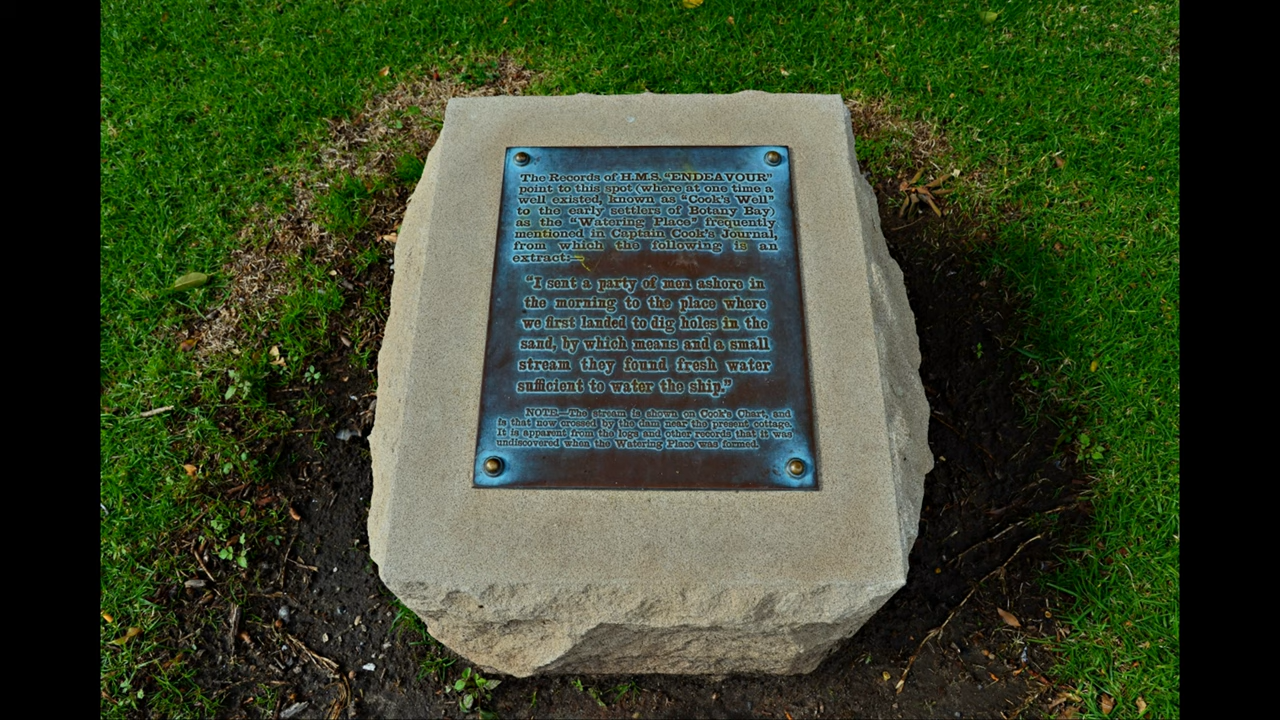 The Records of H.M.S. "ENDEAVOUR"
point to this spot (where at one time a
well existed, known as "Cook's Well"
to the early settlers of Botany Bay)
as the "Watering Place" frequently
mentioned in Captain Cook's Journal,
from which the following is an
extract:—
"I sent a party of men ashore in
the morning to the place where
we first landed to dig holes in the
sand, by which means and a small
stream they found fresh water
sufficient to water the ship."
NOTE.—The stream is shown on Cook's Chart, and
is that now crossed by the dam near the present cottage.
It is apparent from the logs and other records that it was
undiscovered when the Watering Place was formed.